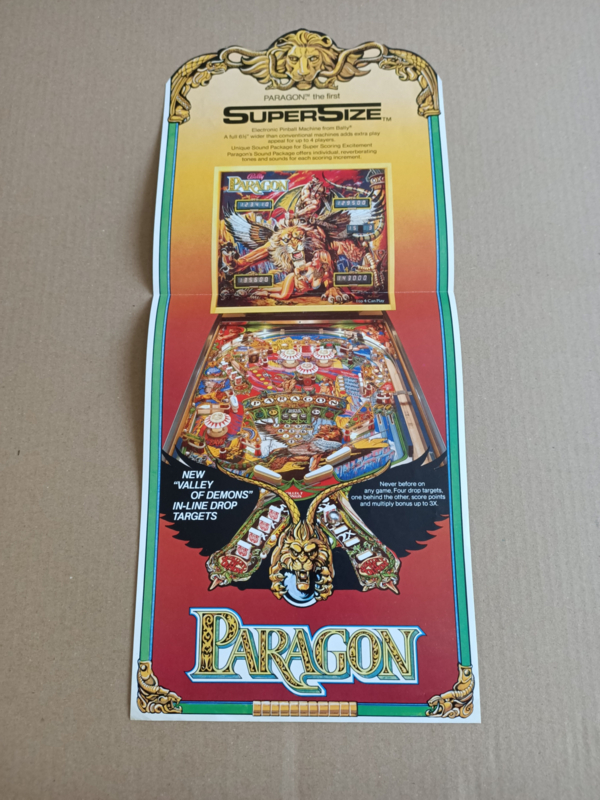 PARAGON™ the first
SUPERSIZE™
Electronic Pinball Machine from Bally®
A full 6½" wider than conventional machines adds extra play
appeal for up to 4 players.
Unique Sound Package for Super Scoring Excitement
Paragon's Sound Package offers individual, reverberating
tones and sounds for each scoring increment.
Bally
PARAGON
PARAGON
NEW
"VALLEY
OF DEMONS"
IN-LINE DROP
TARGETS
Never before on
any game. Four drop targets,
one behind the other, score points
and multiply bonus up to 3X.
PARAGON